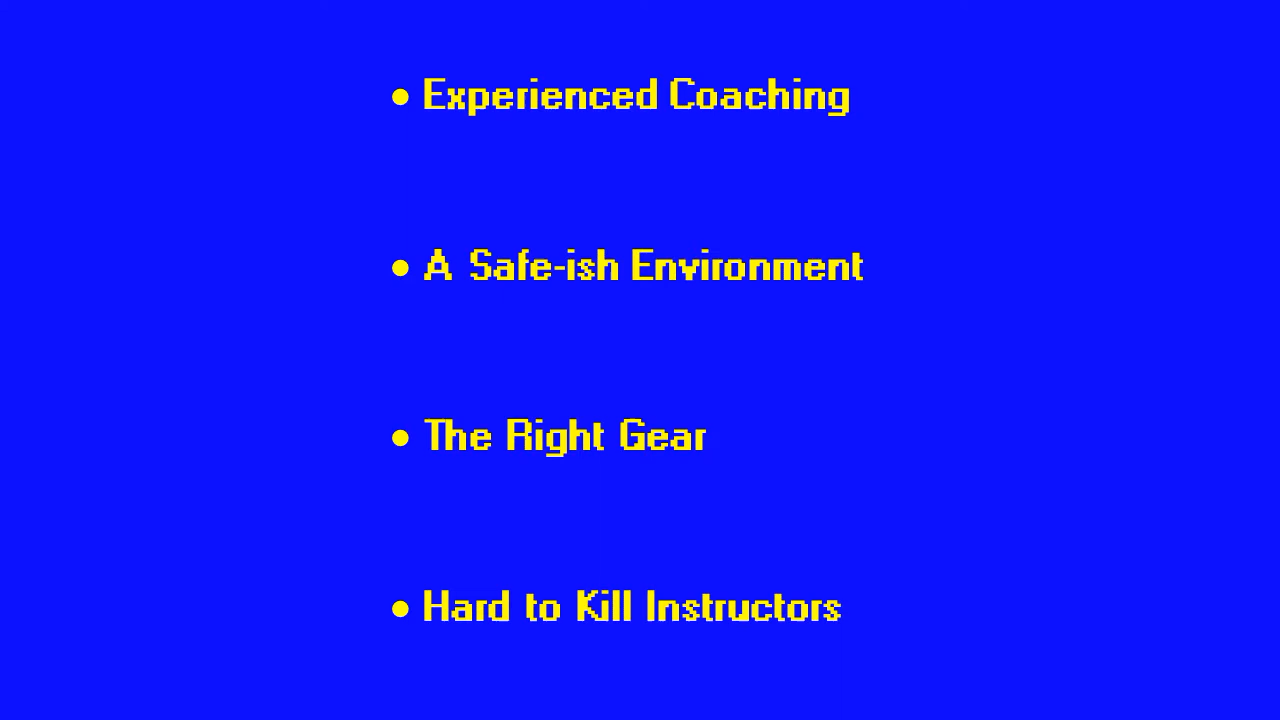 • Experienced Coaching
• A Safe-ish Environment
• The Right Gear
• Hard to Kill Instructors